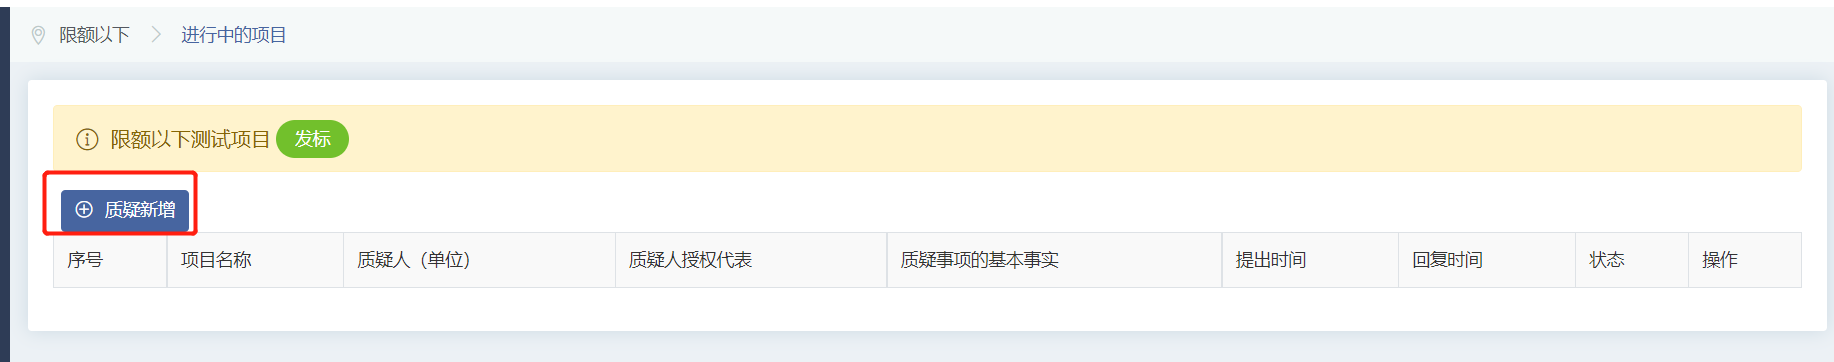 限额以下 进行中的项目
限额以下测试项目 发标
质疑新增
序号 项目名称 质疑人（单位） 质疑人授权代表 质疑事项的基本事实 提出时间 回复时间 状态 操作